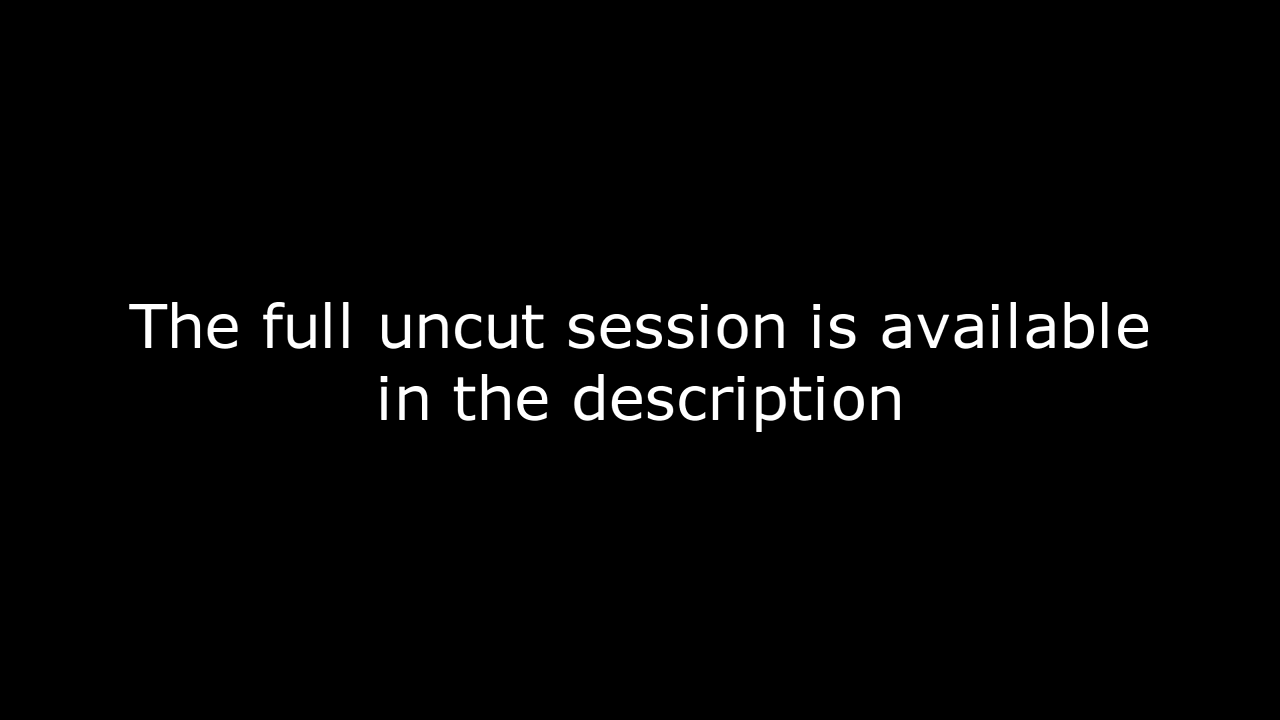 The full uncut session is available
in the description